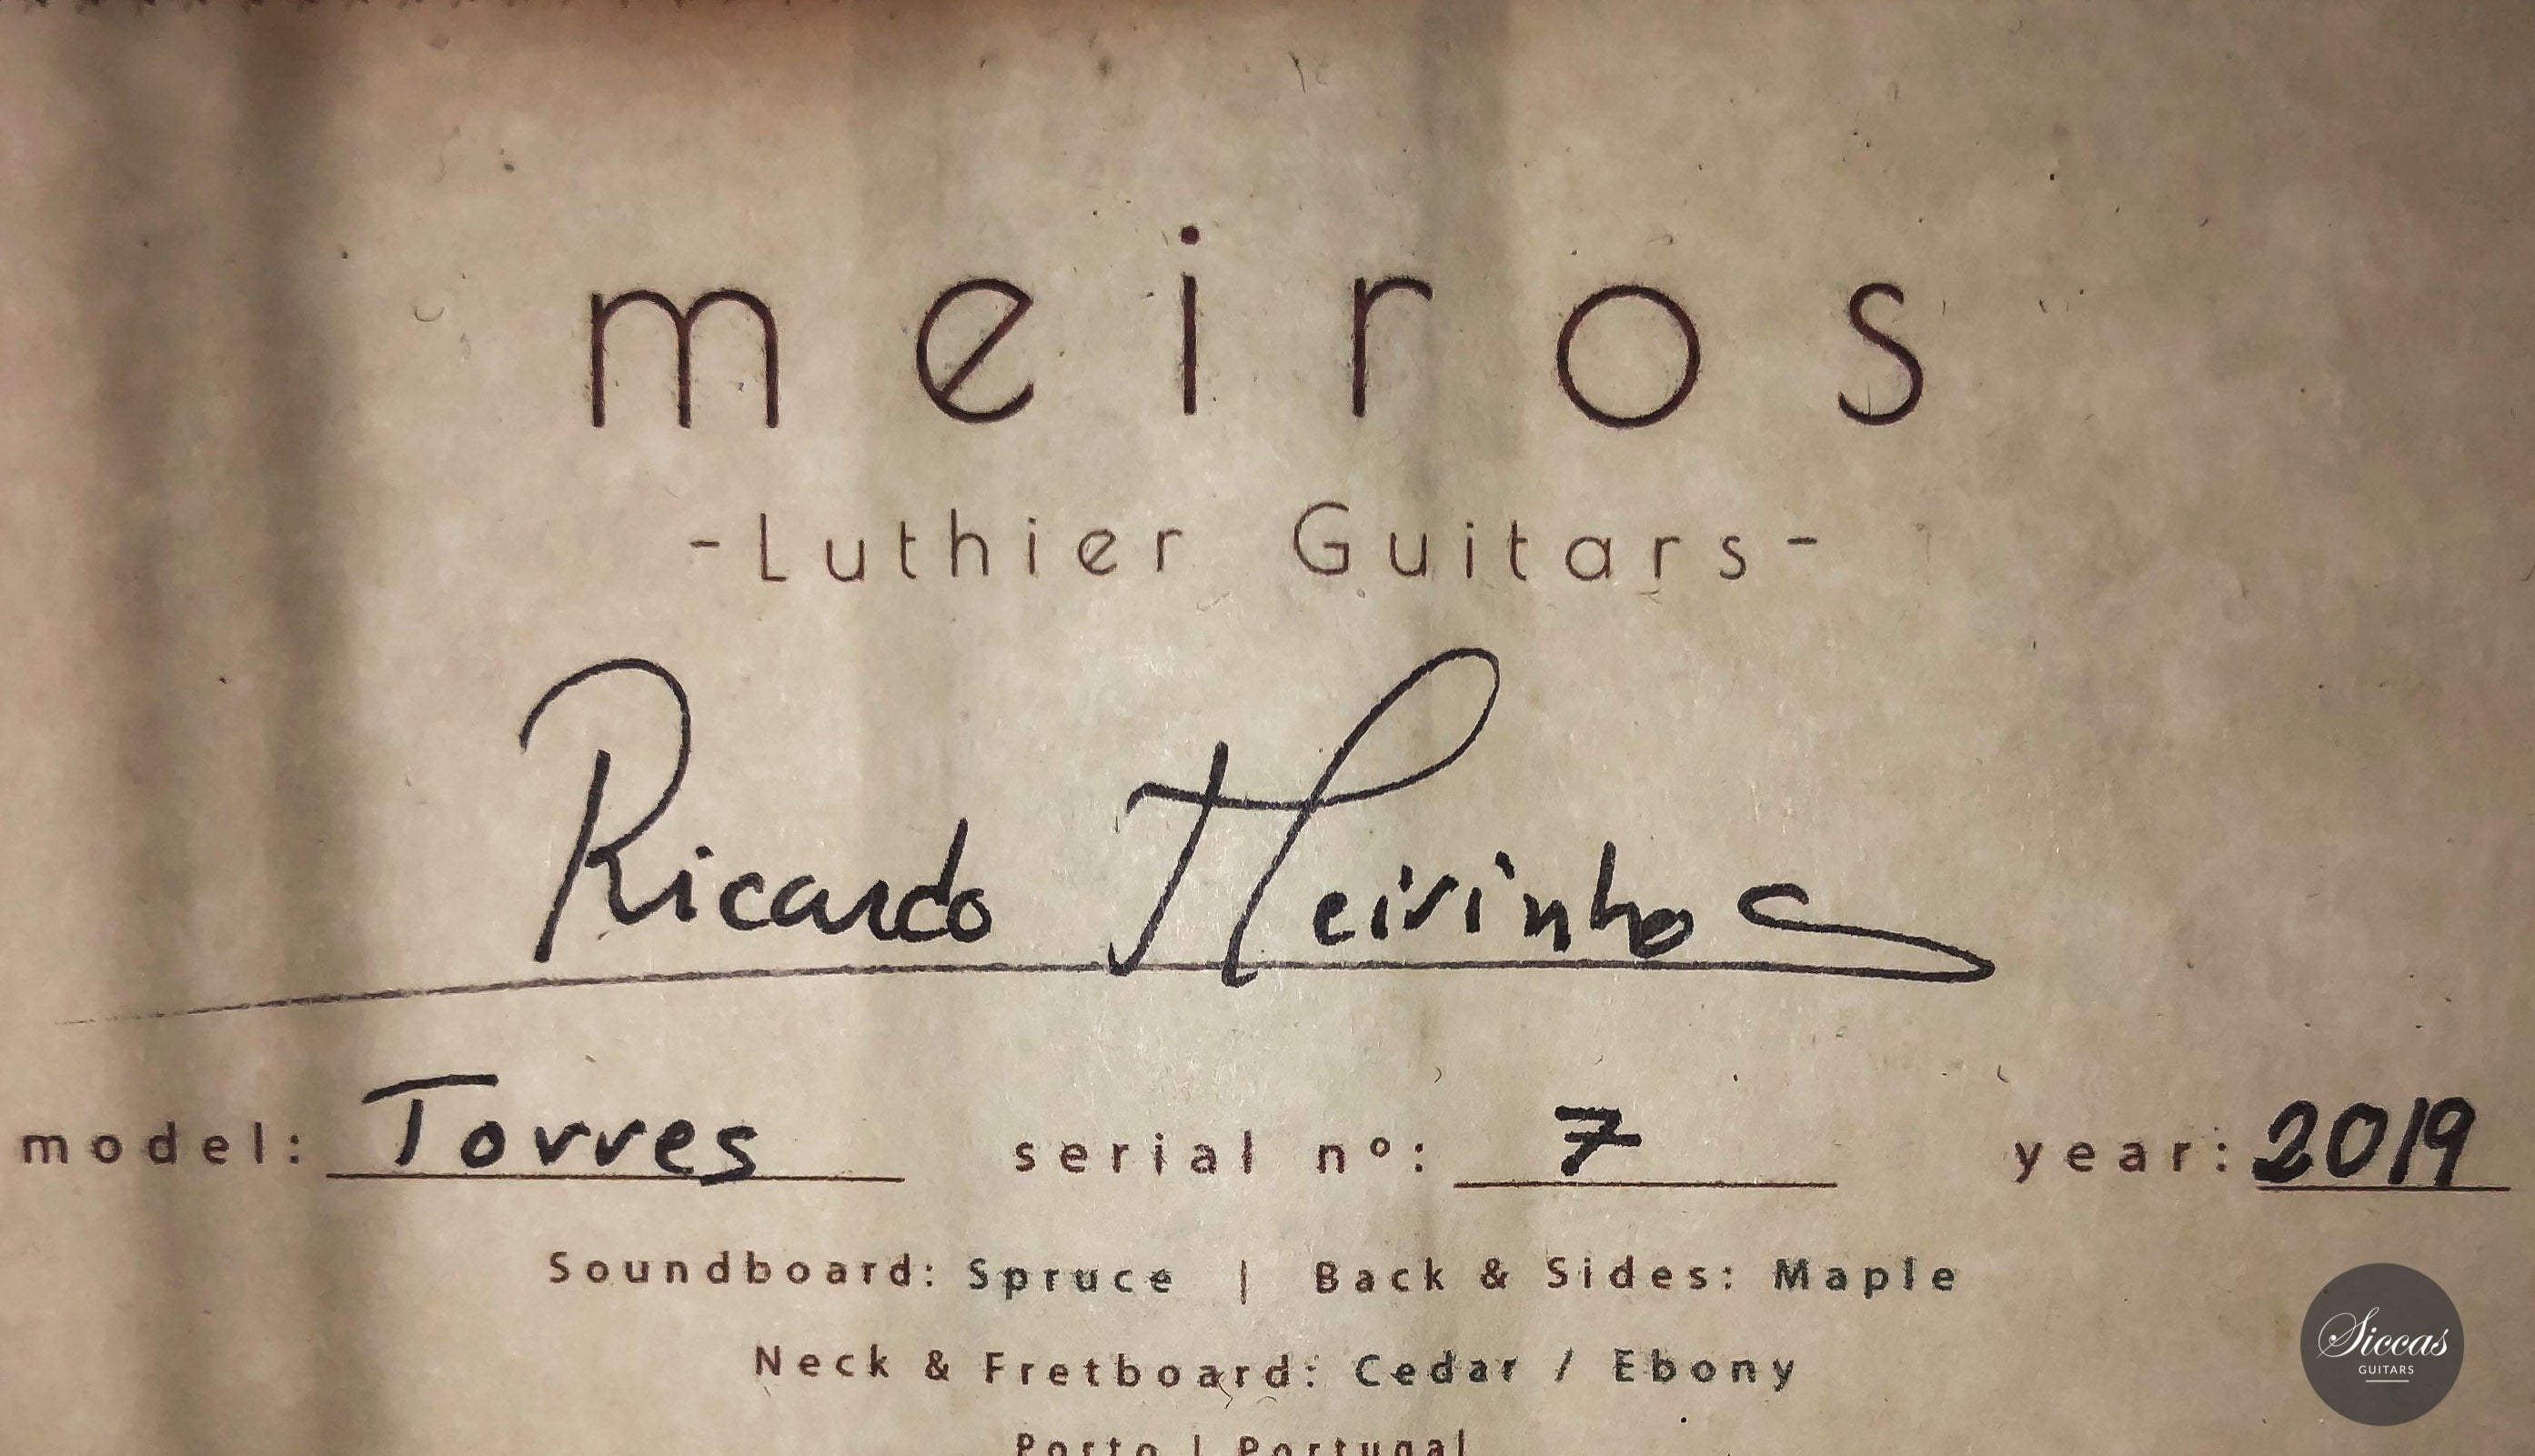 meiros
-Luthier Guitars-
Ricardo Meirinhos
model: Torres serial nº: 7 year: 2019
Soundboard: Spruce | Back & Sides: Maple
Neck & Fretboard: Cedar / Ebony
Porto | Portugal
Siccas
GUITARS